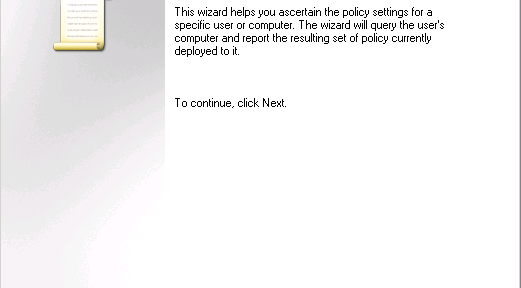 This wizard helps you ascertain the policy settings for a
specific user or computer. The wizard will query the user's
computer and report the resulting set of policy currently
deployed to it.
To continue, click Next.